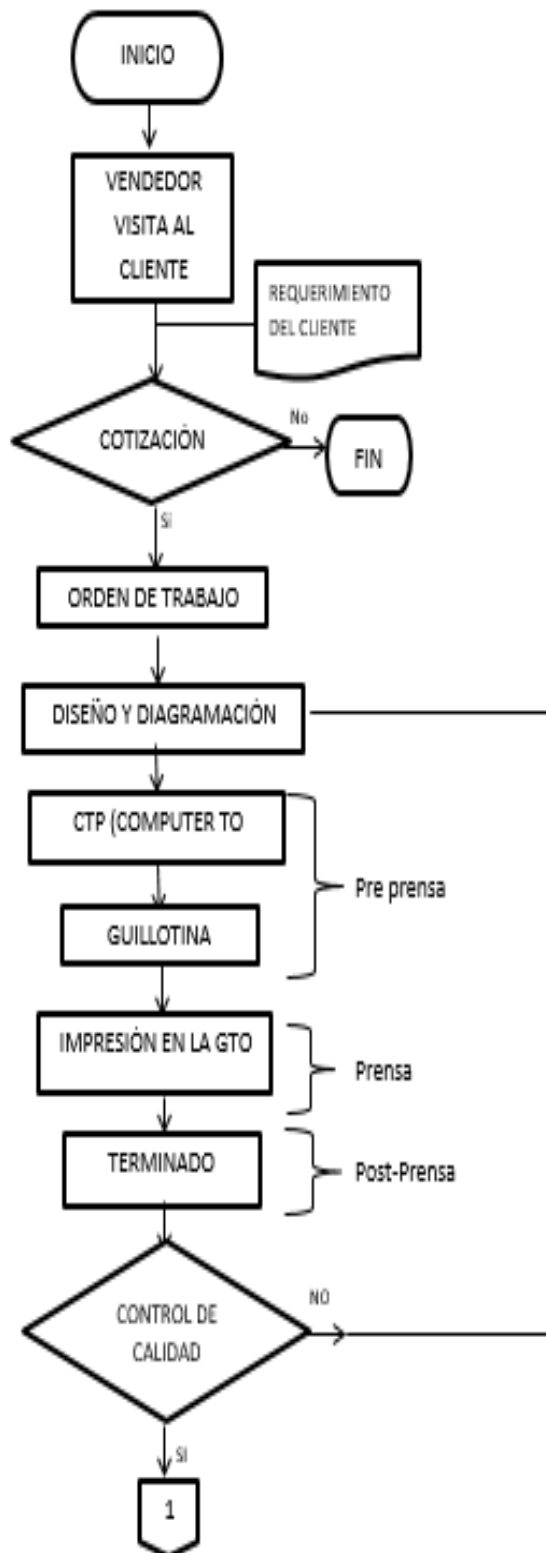 INICIO
VENDEDOR
VISITA AL
CLIENTE
REQUERIMIENTO
DEL CLIENTE
COTIZACIÓN
No
FIN
SI
ORDEN DE TRABAJO
DISEÑO Y DIAGRAMACIÓN
CTP (COMPUTER TO
Pre prensa
GUILLOTINA
IMPRESIÓN EN LA GTO
Prensa
TERMINADO
Post-Prensa
CONTROL DE
CALIDAD
NO
SI
1